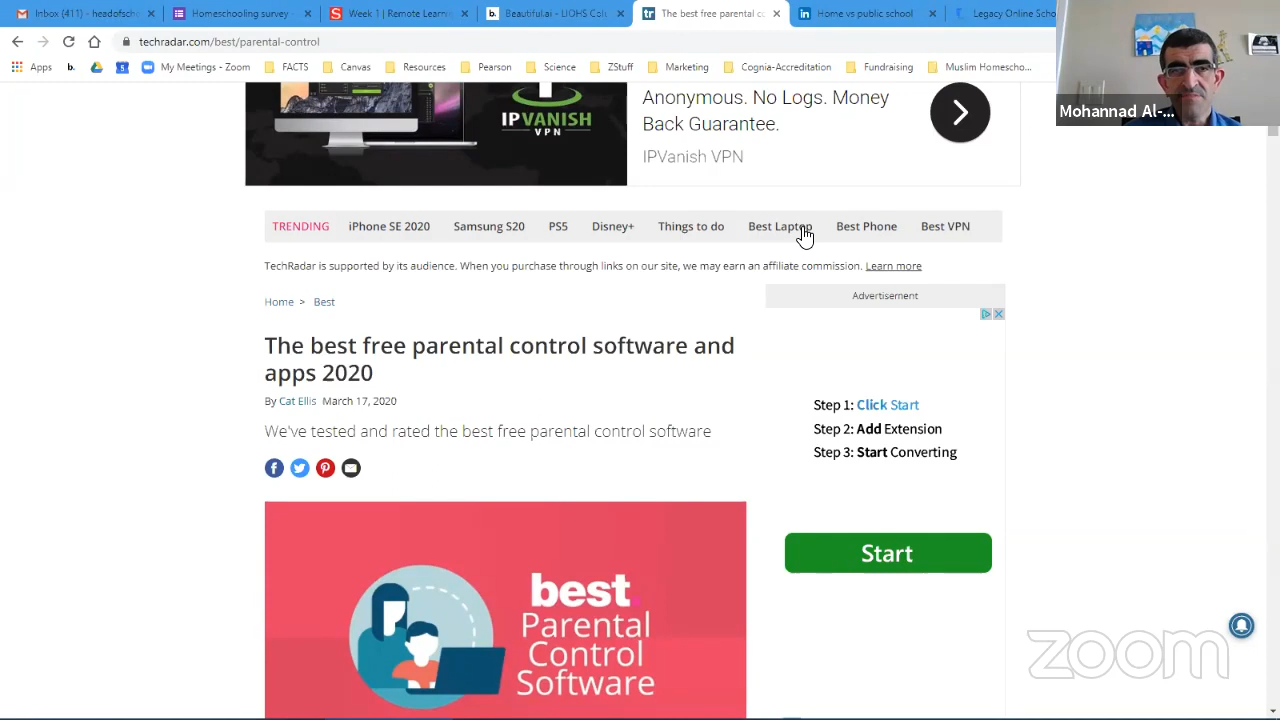 Inbox (411) - headofsch
Homeschooling survey -
Week 1 | Remote Learni
b. Beautiful.ai - LIOHS Col
tr The best free parental co
in Home vs public school
Legacy Online Scho
techradar.com/best/parental-control
Apps
b.
My Meetings - Zoom
FACTS
Canvas
Resources
Pearson
Science
ZStuff
Marketing
Cognia-Accreditation
Fundraising
Muslim Homescho...
Mohannad Al-...
IPVANISH
VPN
Anonymous. No Logs. Money
Back Guarantee.
IPVanish VPN
TRENDING iPhone SE 2020 Samsung S20 PS5 Disney+ Things to do Best Laptop Best Phone Best VPN
TechRadar is supported by its audience. When you purchase through links on our site, we may earn an affiliate commission. Learn more
Home > Best
Advertisement
The best free parental control software and
apps 2020
By Cat Ellis March 17, 2020
We've tested and rated the best free parental control software
Step 1: Click Start
Step 2: Add Extension
Step 3: Start Converting
Start
best.
Parental
Control
Software
zoom